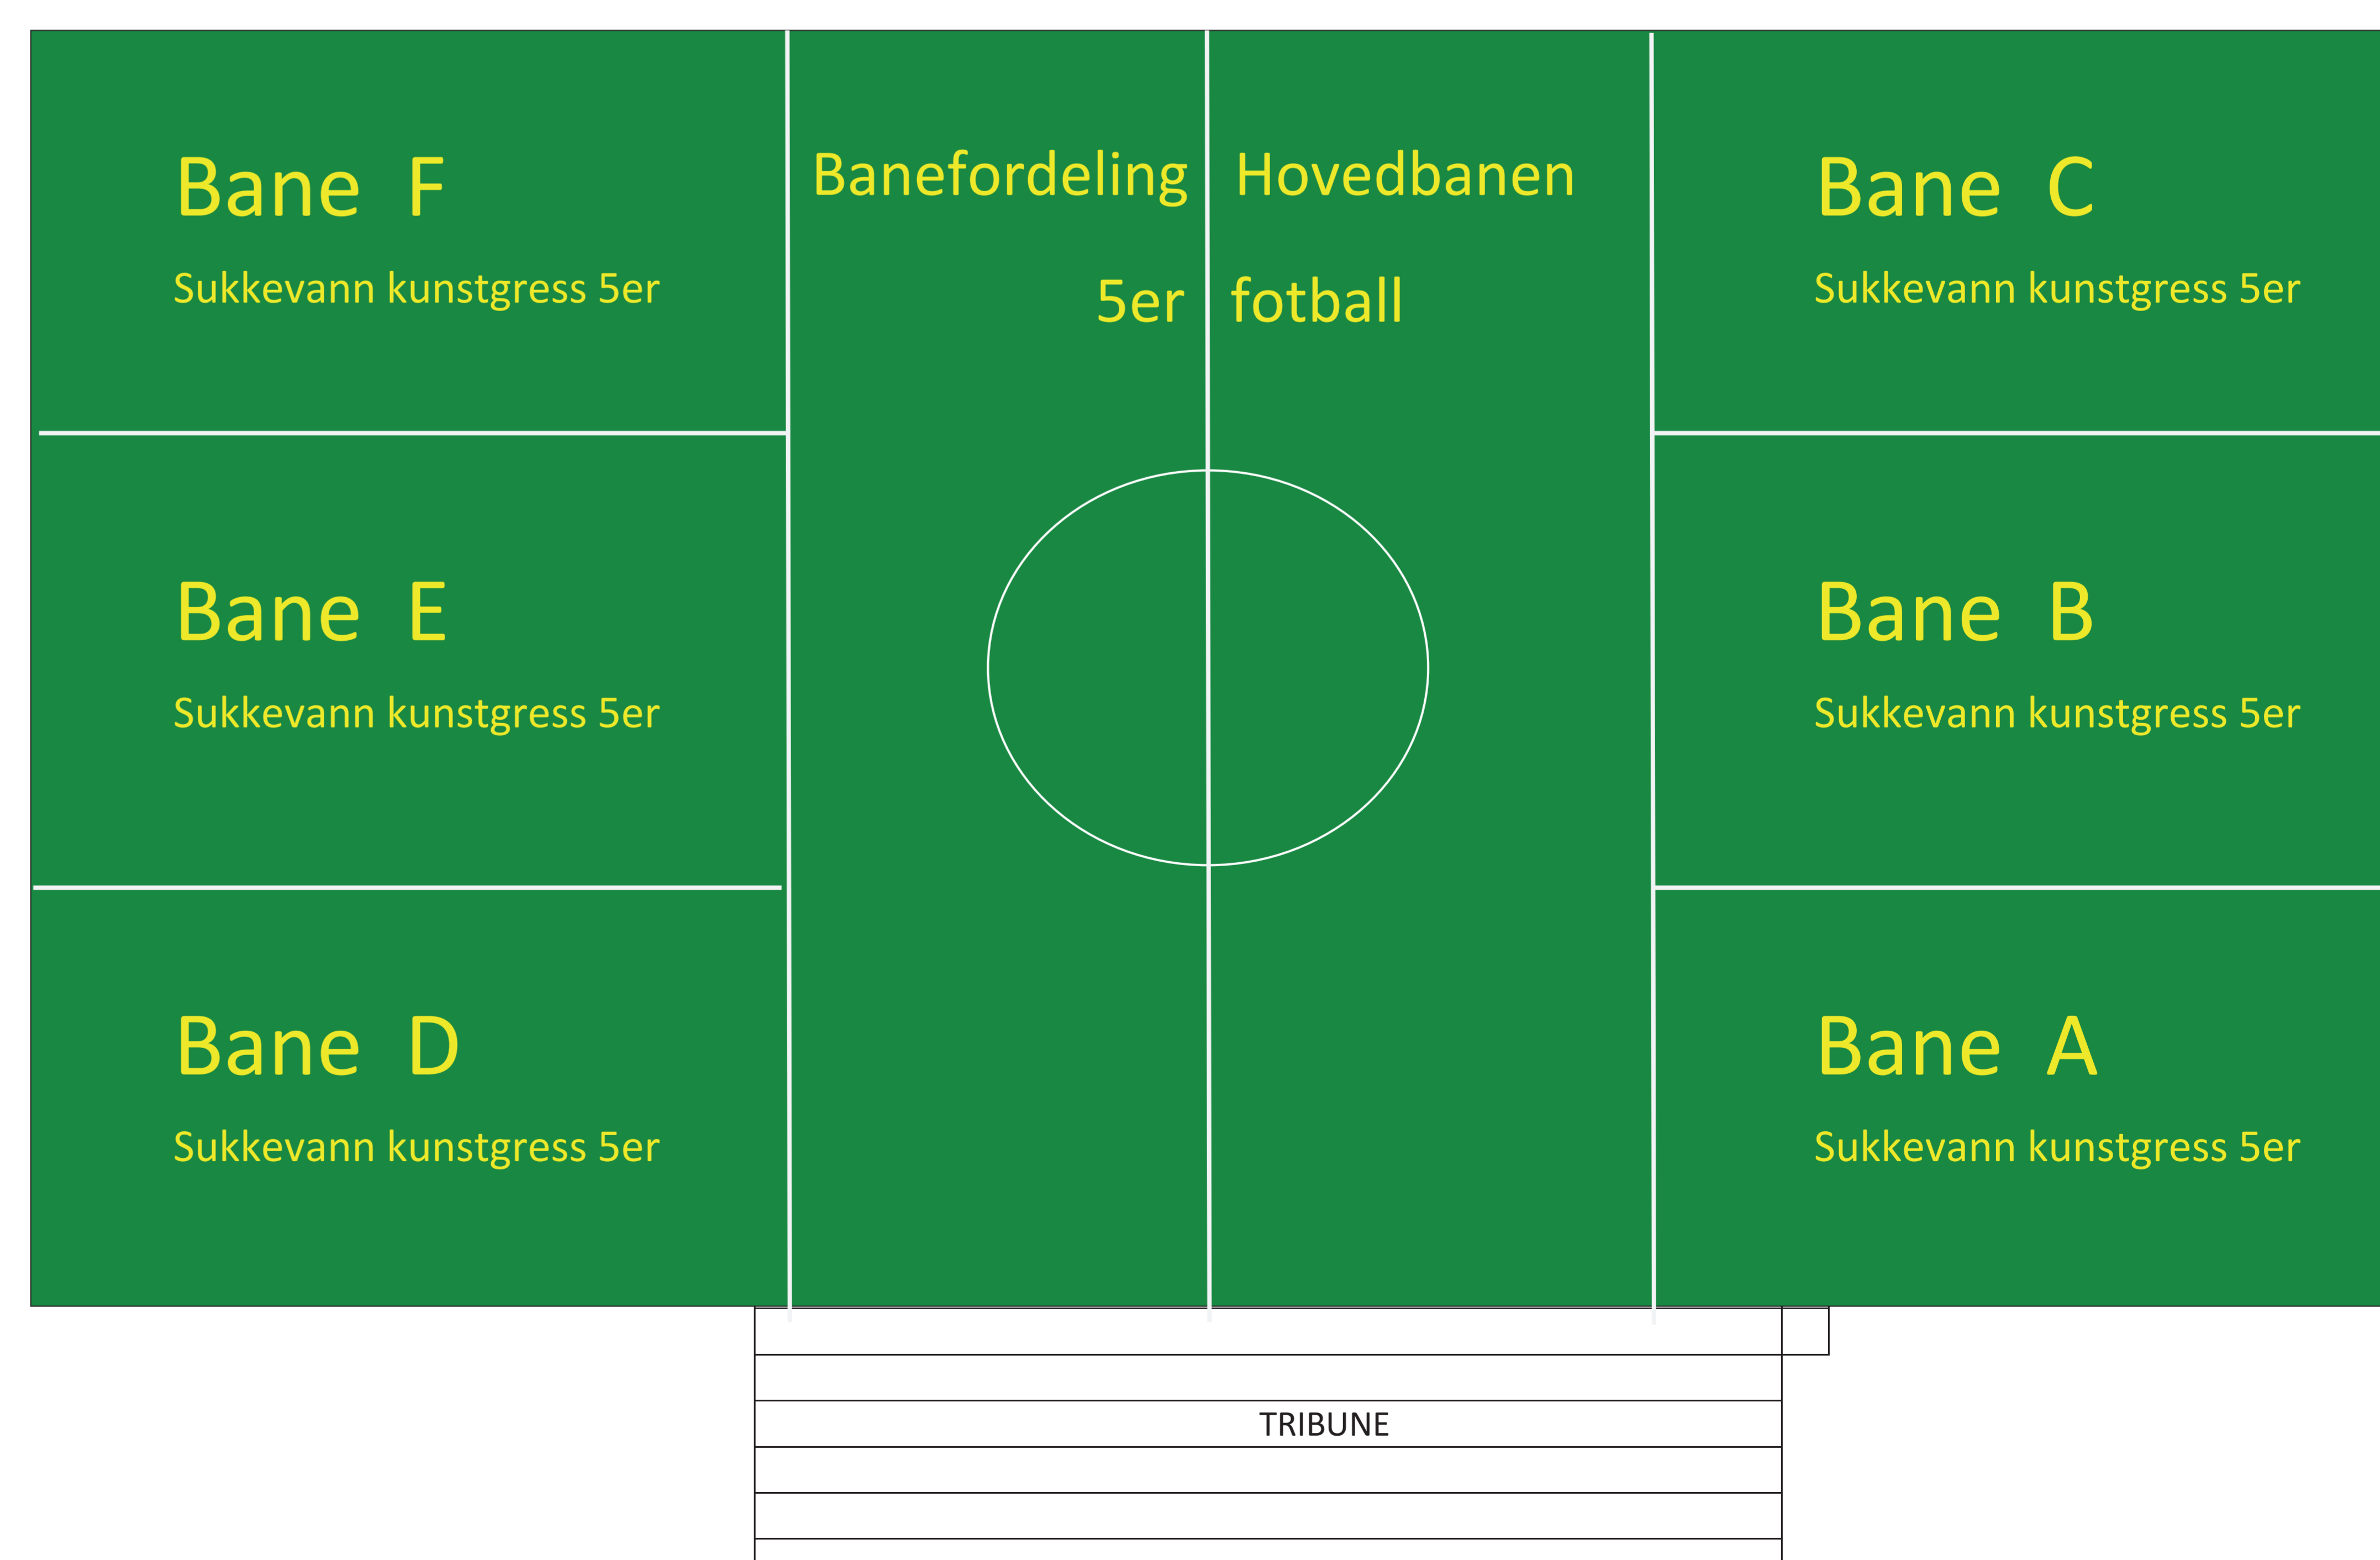 Bane F
Sukkevann kunstgress 5er
Banefordeling Hovedbanen
5er fotball
Bane C
Sukkevann kunstgress 5er
Bane E
Sukkevann kunstgress 5er
Bane B
Sukkevann kunstgress 5er
Bane D
Sukkevann kunstgress 5er
Bane A
Sukkevann kunstgress 5er
TRIBUNE